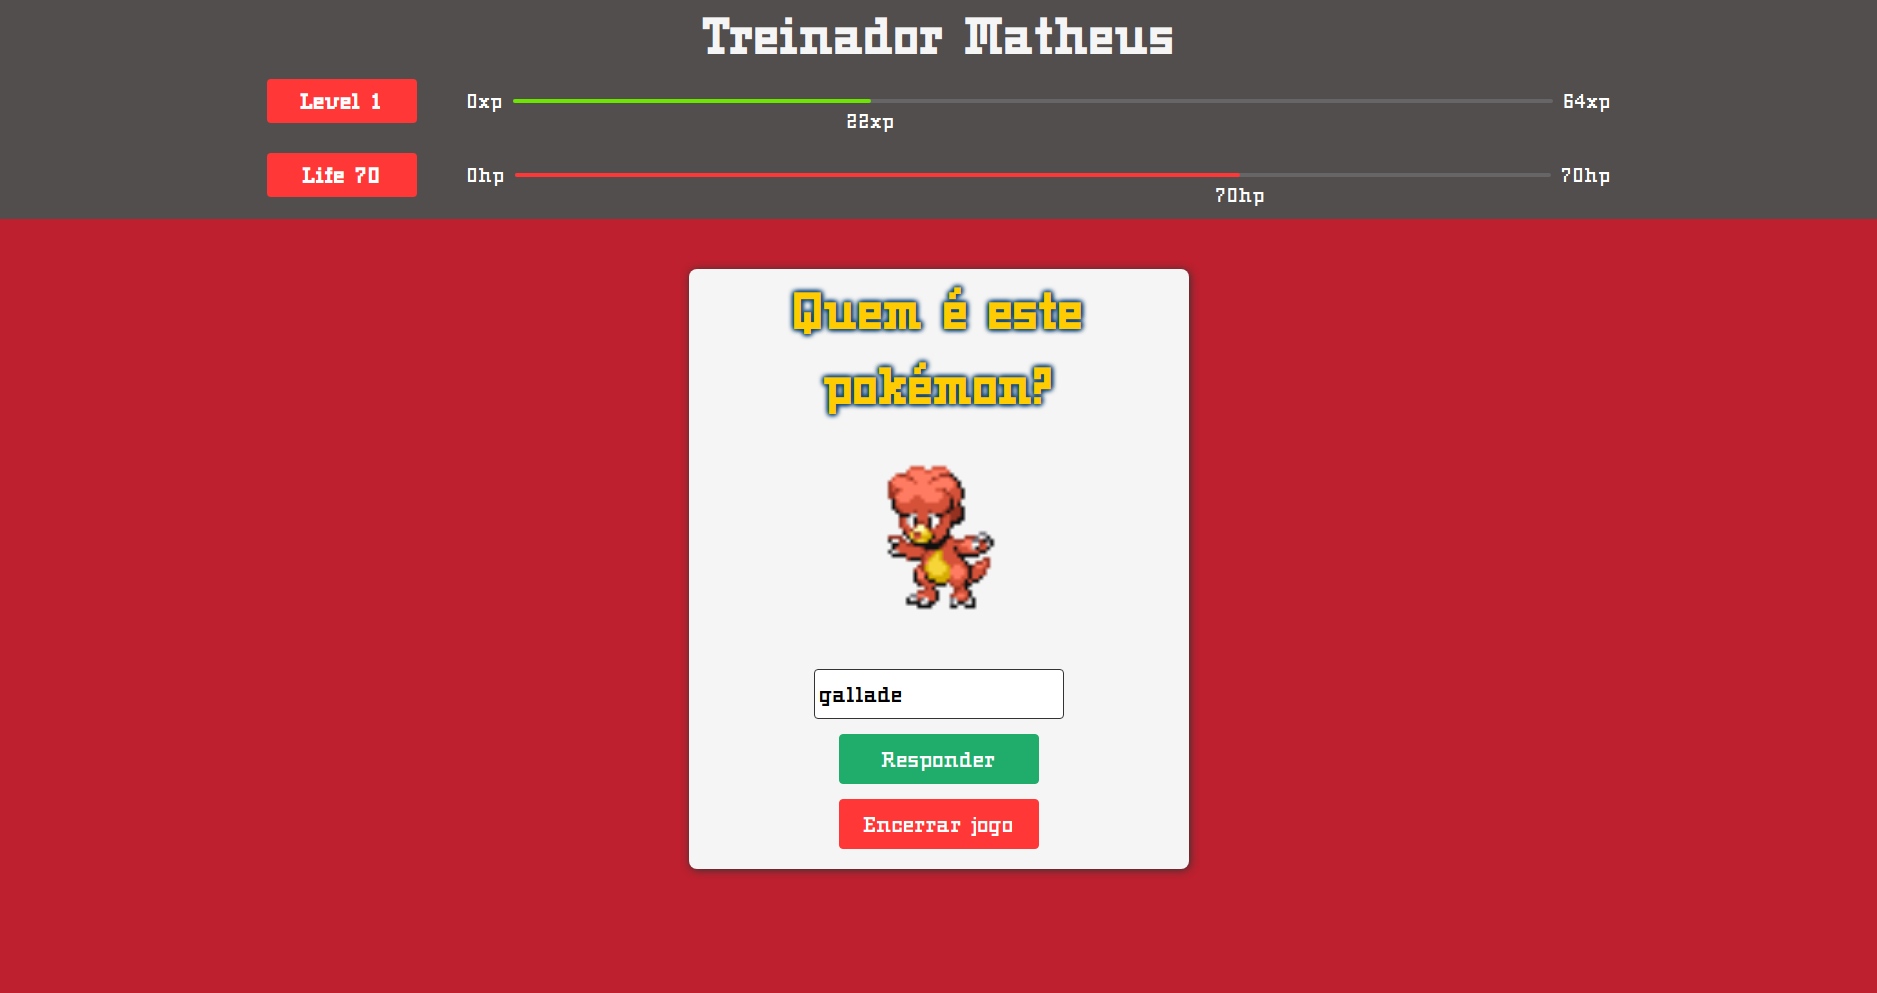 Treinador Matheus
Level 1 0xp 64xp
22xp
Life 70 0hp 70hp
70hp
Quem é este
pokémon?
gallade
Responder
Encerrar jogo